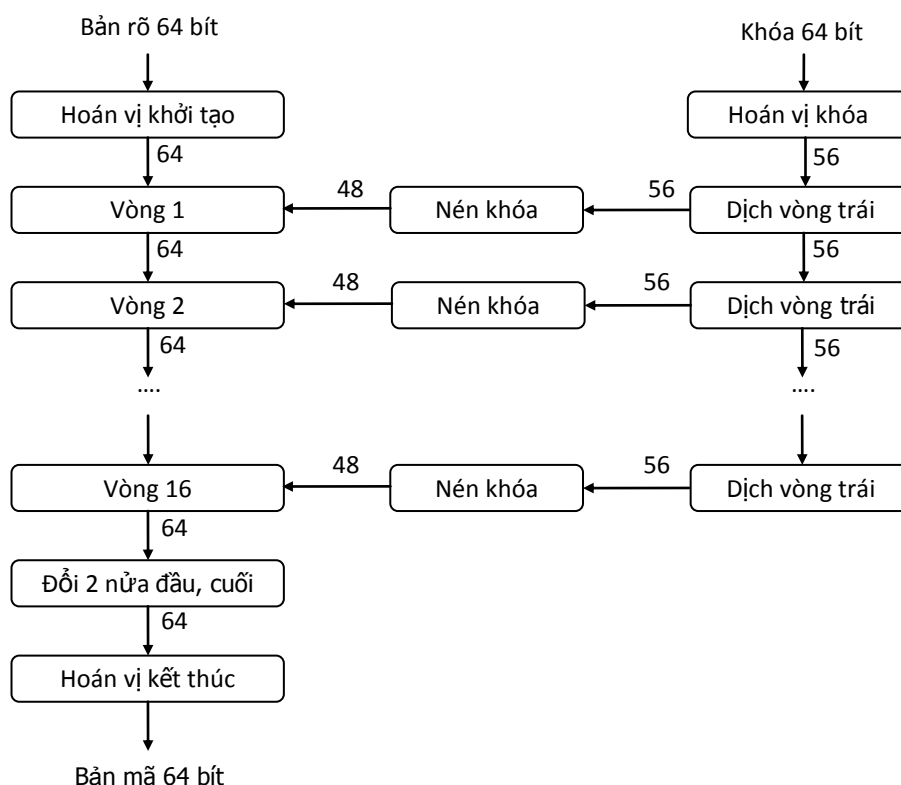 Bản rõ 64 bít
Khóa 64 bít
Hoán vị khởi tạo
Hoán vị khóa
64
56
Vòng 1
48
Nén khóa
56
Dịch vòng trái
64
56
Vòng 2
48
Nén khóa
56
Dịch vòng trái
64
56
....
....
Vòng 16
48
Nén khóa
56
Dịch vòng trái
64
Đổi 2 nửa đầu, cuối
64
Hoán vị kết thúc
Bản mã 64 bít